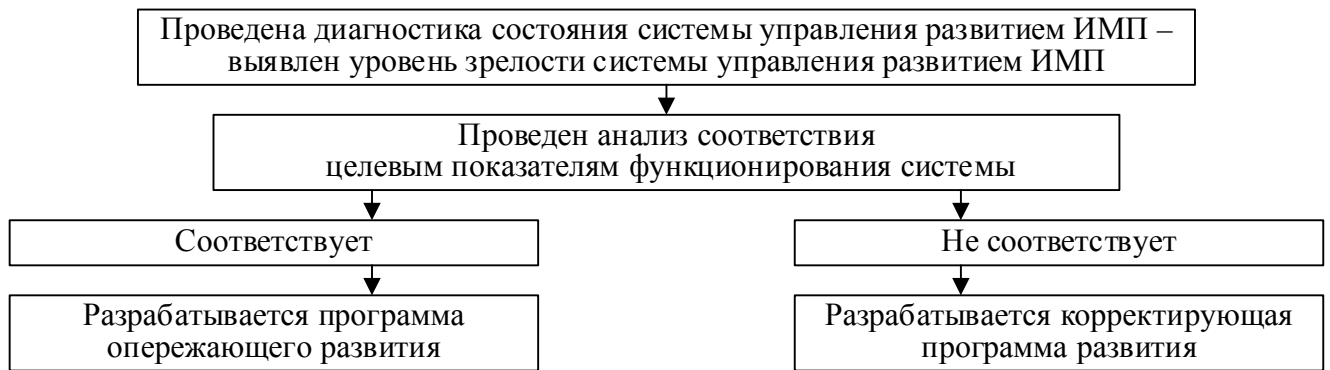 Проведена диагностика состояния системы управления развитием ИМП –
выявлен уровень зрелости системы управления развитием ИМП
Проведен анализ соответствия
целевым показателям функционирования системы
Соответствует
Не соответствует
Разрабатывается программа
опережающего развития
Разрабатывается корректирующая
программа развития